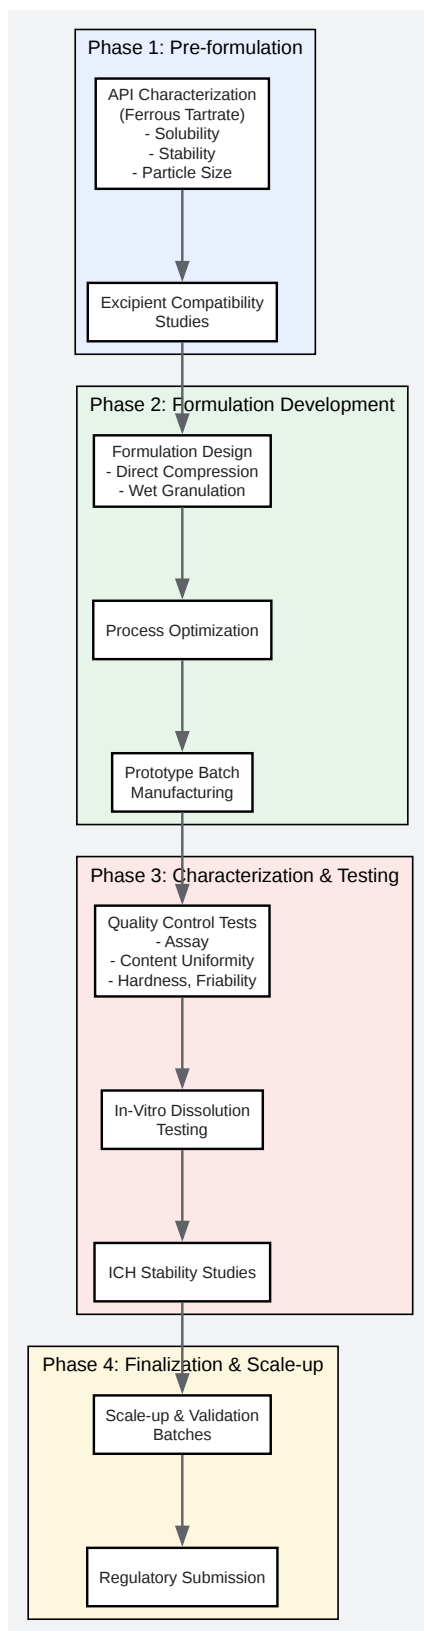 Phase 1: Pre-formulation
API Characterization
(Ferrous Tartrate)
- Solubility
- Stability
- Particle Size
Excipient Compatibility
Studies
Phase 2: Formulation Development
Formulation Design
- Direct Compression
- Wet Granulation
Process Optimization
Prototype Batch
Manufacturing
Phase 3: Characterization & Testing
Quality Control Tests
- Assay
- Content Uniformity
- Hardness, Friability
In-Vitro Dissolution
Testing
ICH Stability Studies
Phase 4: Finalization & Scale-up
Scale-up & Validation
Batches
Regulatory Submission